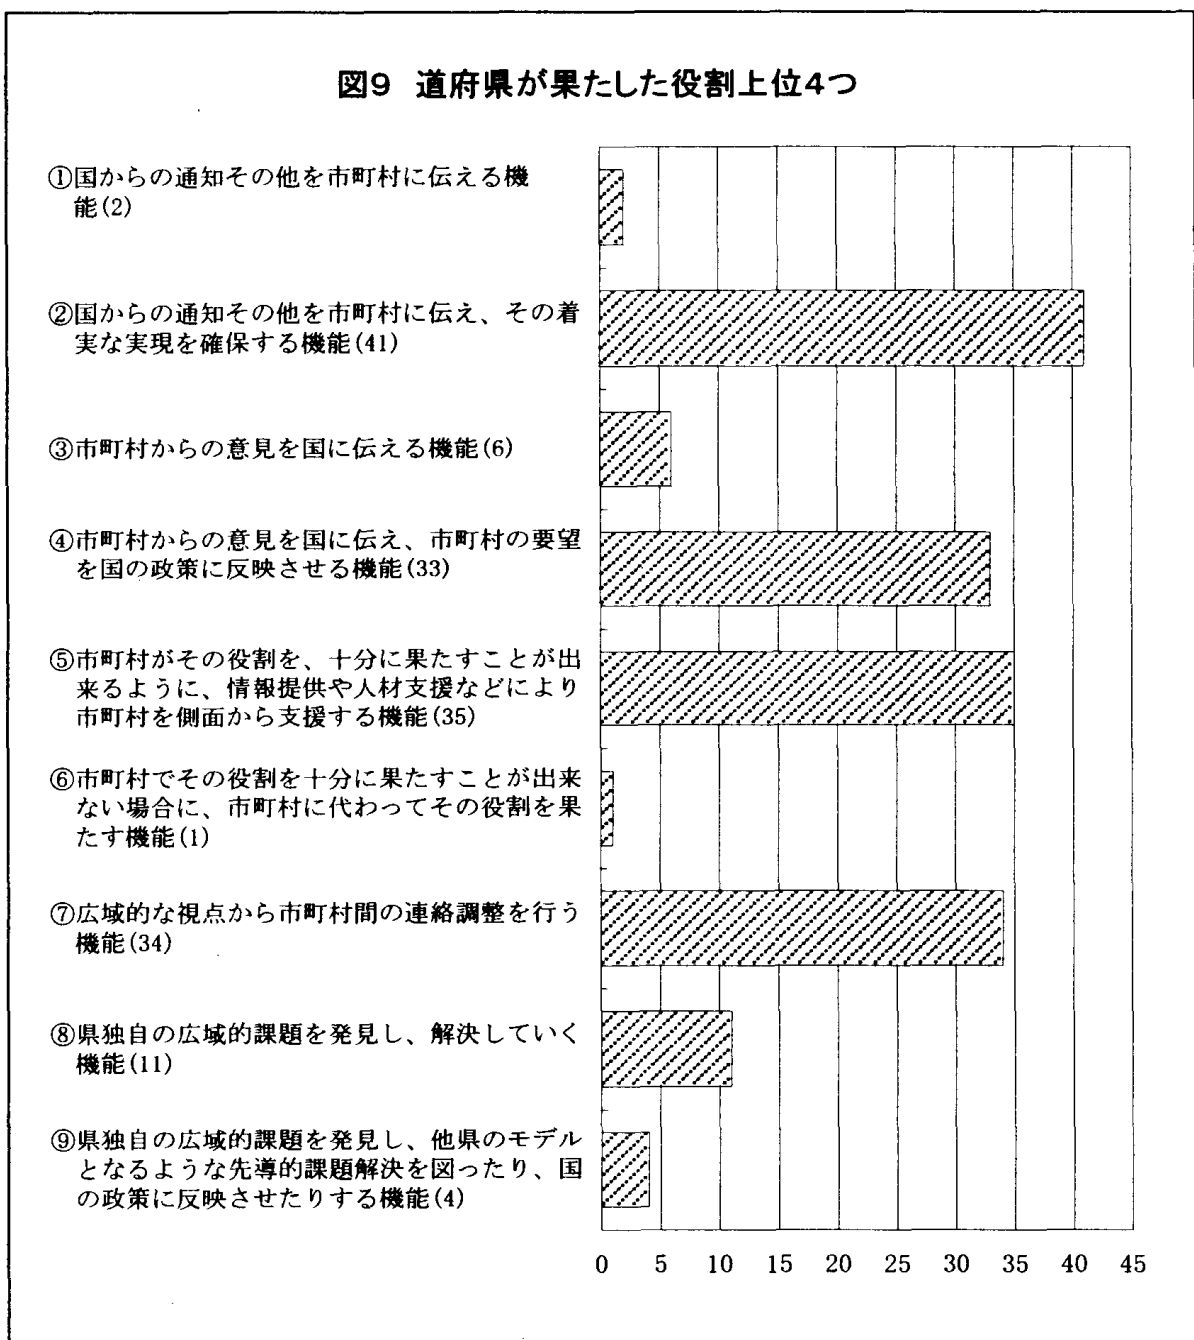 図9 道府県が果たした役割上位4つ
①国からの通知その他を市町村に伝える機
能(2)
②国からの通知その他を市町村に伝え、その着
実な実現を確保する機能(41)
③市町村からの意見を国に伝える機能(6)
④市町村からの意見を国に伝え、市町村の要望
を国の政策に反映させる機能(33)
⑤市町村がその役割を、十分に果たすことが出
来るように、情報提供や人材支援などにより
市町村を側面から支援する機能(35)
⑥市町村でその役割を十分に果たすことが出来
ない場合に、市町村に代わってその役割を果
たす機能(1)
⑦広域的な視点から市町村間の連絡調整を行う
機能(34)
⑧県独自の広域的課題を発見し、解決していく
機能(11)
⑨県独自の広域的課題を発見し、他県のモデル
となるような先導的課題解決を図ったり、国
の政策に反映させたりする機能(4)
0 5 10 15 20 25 30 35 40 45